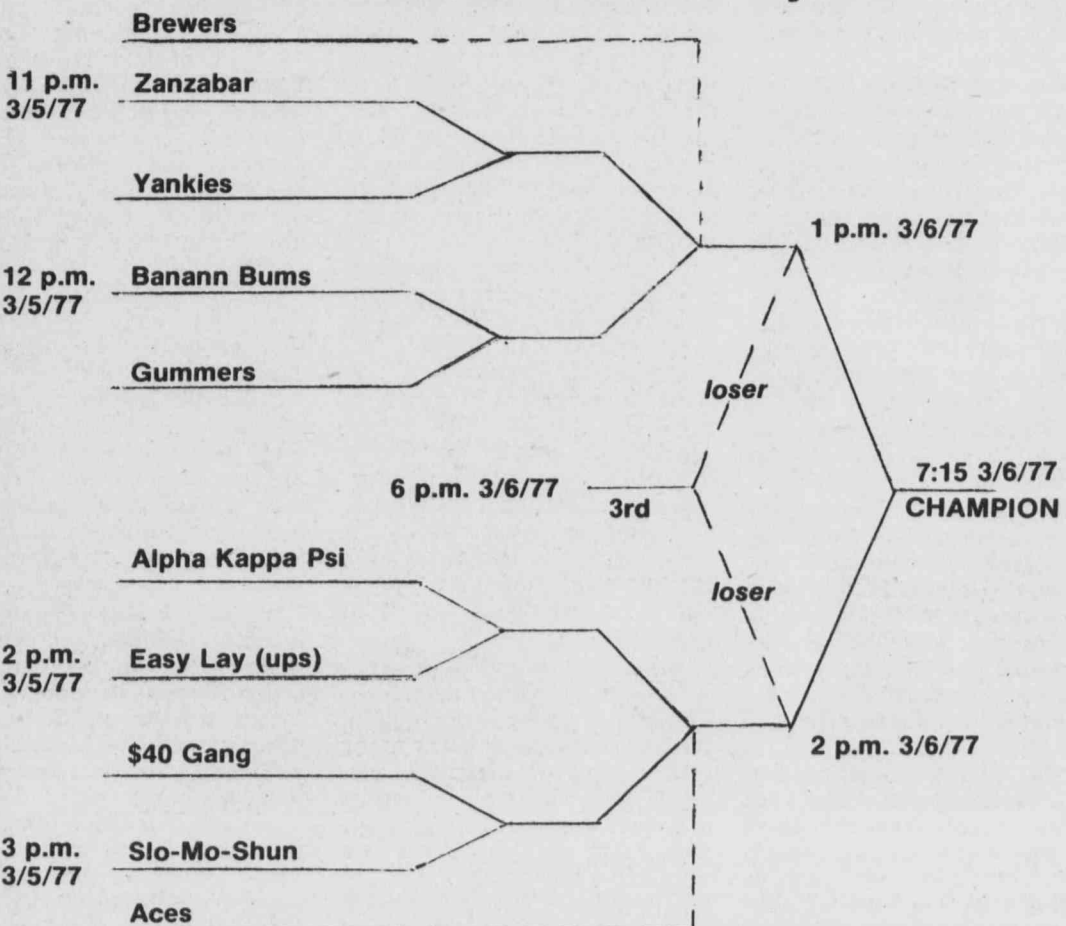 Brewers
11 p.m. Zanzabar
3/5/77
Yankies
1 p.m. 3/6/77
12 p.m. Banann Bums
3/5/77
Gummers
loser
7:15 3/6/77
6 p.m. 3/6/77
3rd
CHAMPION
Alpha Kappa Psi
loser
2 p.m. Easy Lay (ups)
3/5/77
$40 Gang
2 p.m. 3/6/77
3 p.m. Slo-Mo-Shun
3/5/77
Aces